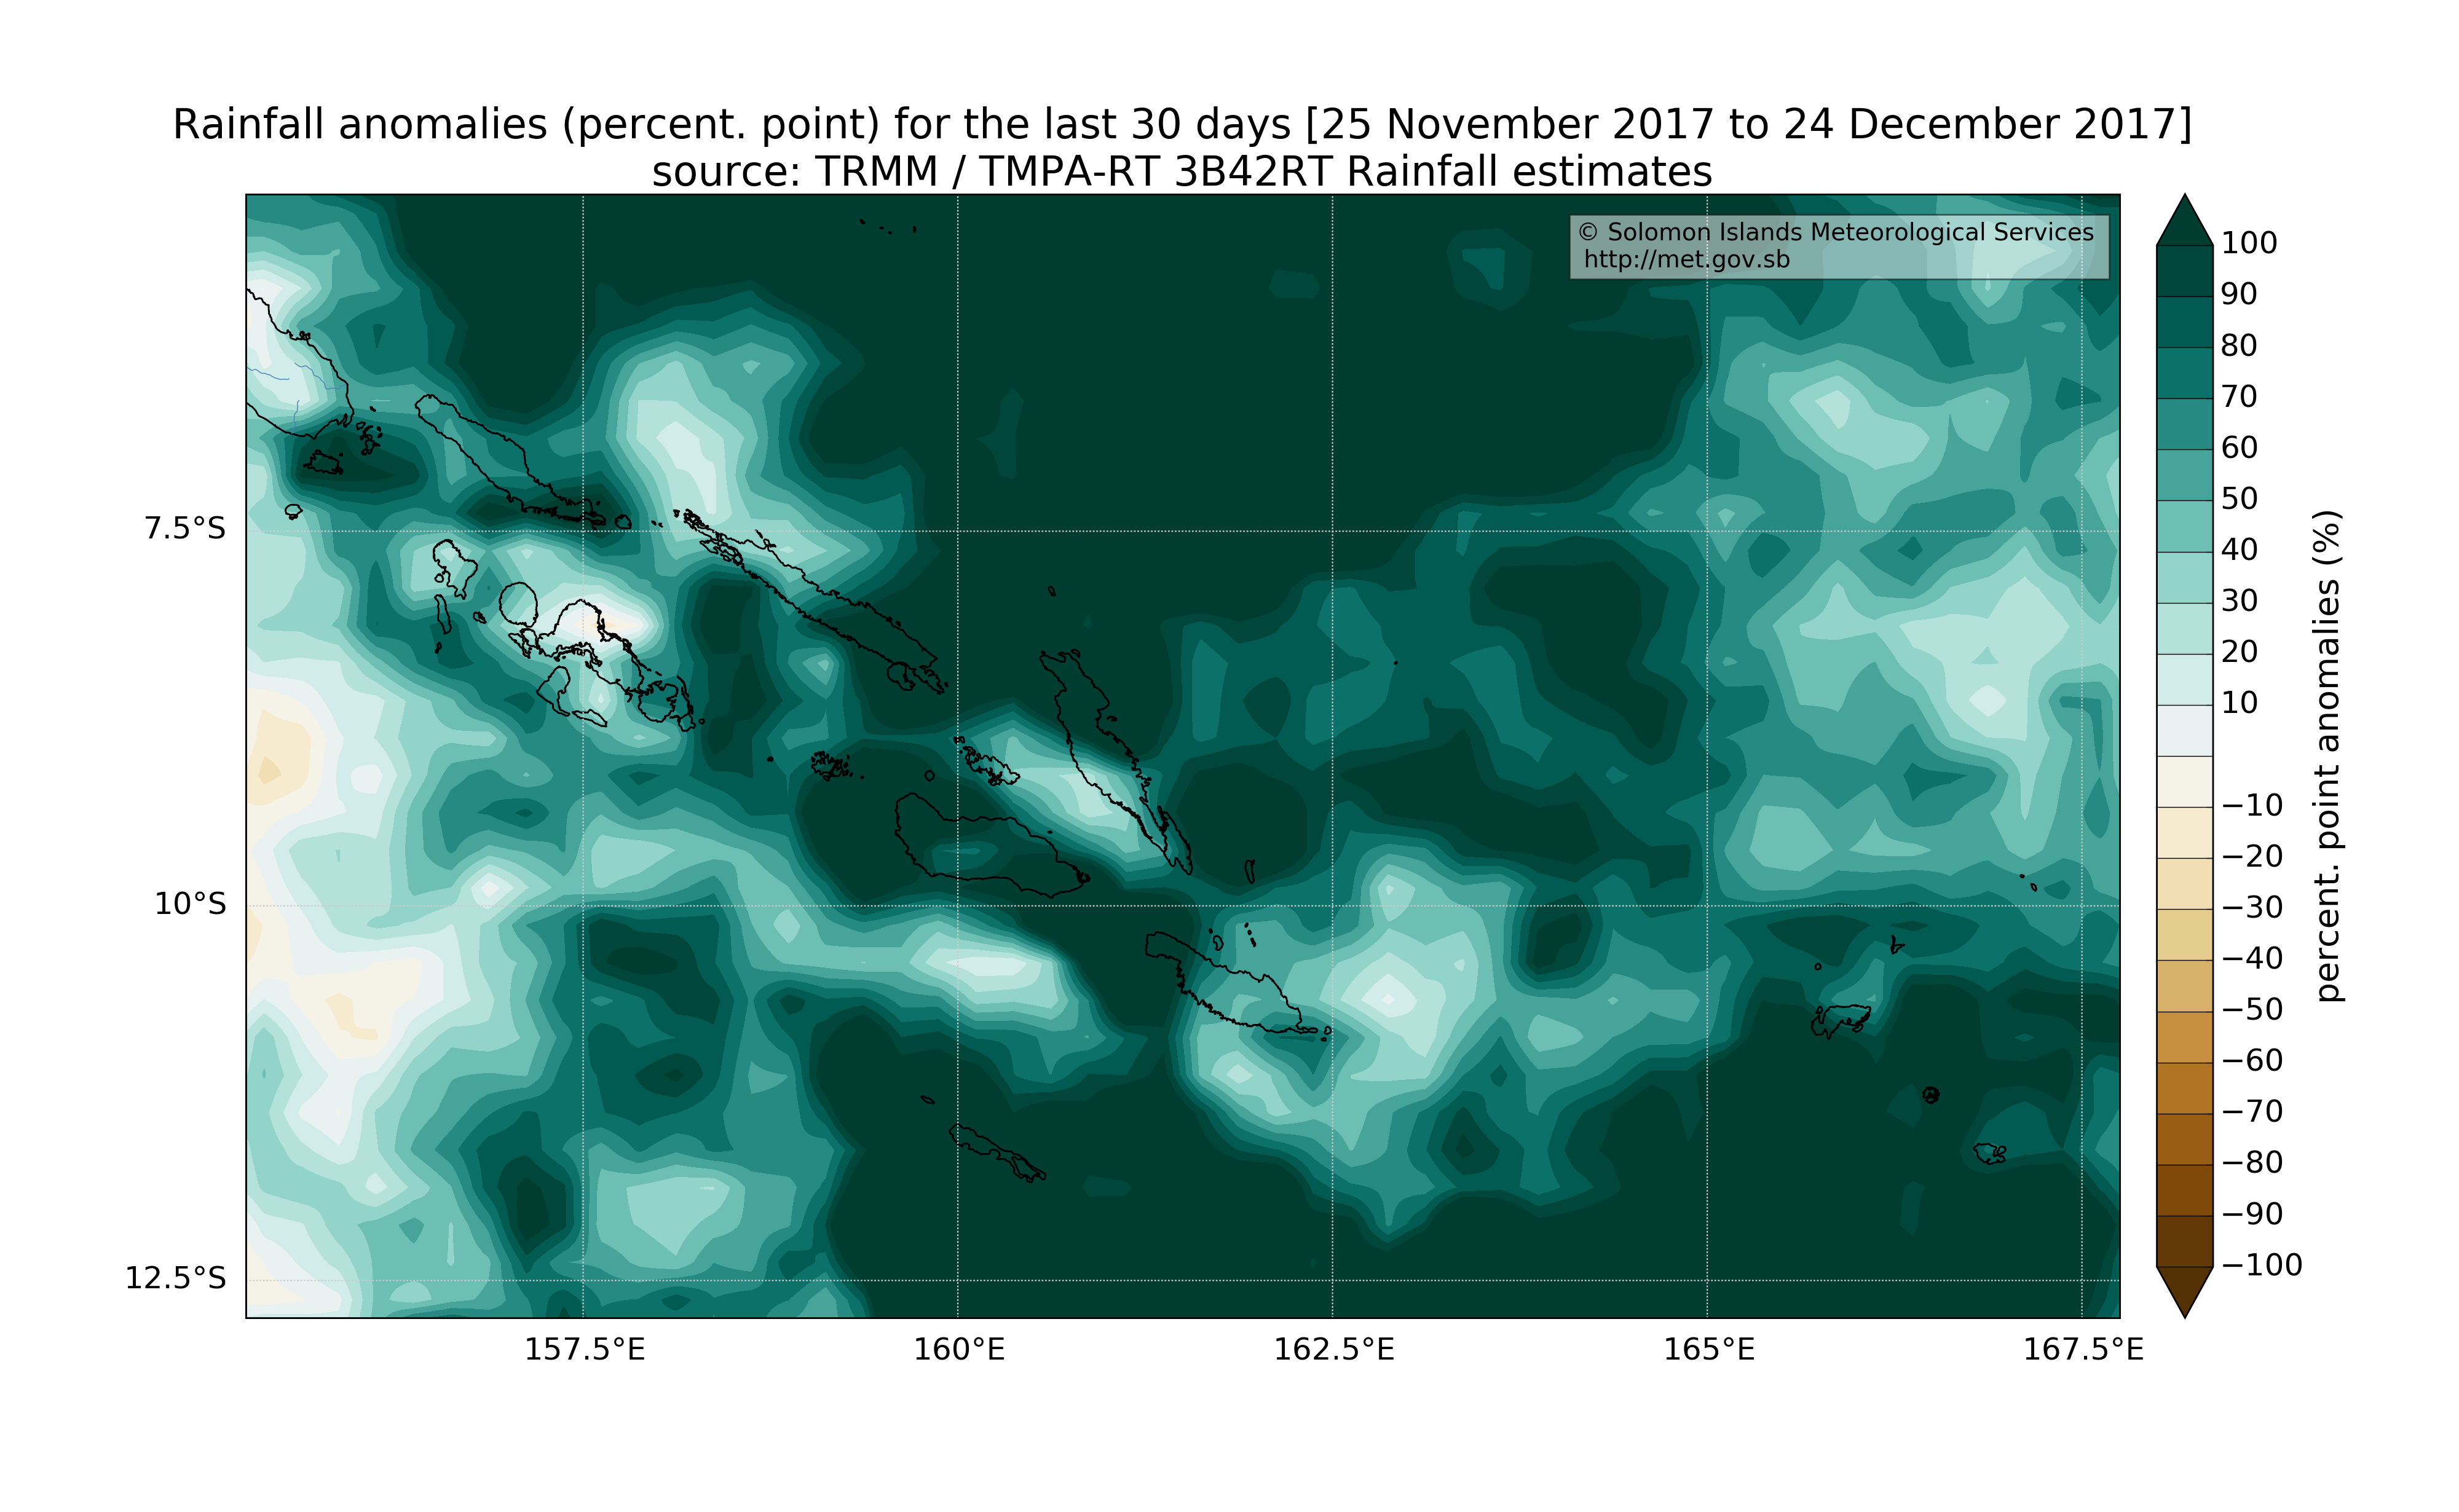 Rainfall anomalies (percent. point) for the last 30 days [25 November 2017 to 24 December 2017]
source: TRMM / TMPA-RT 3B42RT Rainfall estimates
© Solomon Islands Meteorological Services
http://met.gov.sb
7.5°S
10°S
12.5°S
157.5°E
160°E
162.5°E
165°E
167.5°E
100
90
80
70
60
50
40
30
20
10
−10
−20
−30
−40
−50
−60
−70
−80
−90
−100
percent. point anomalies (%)